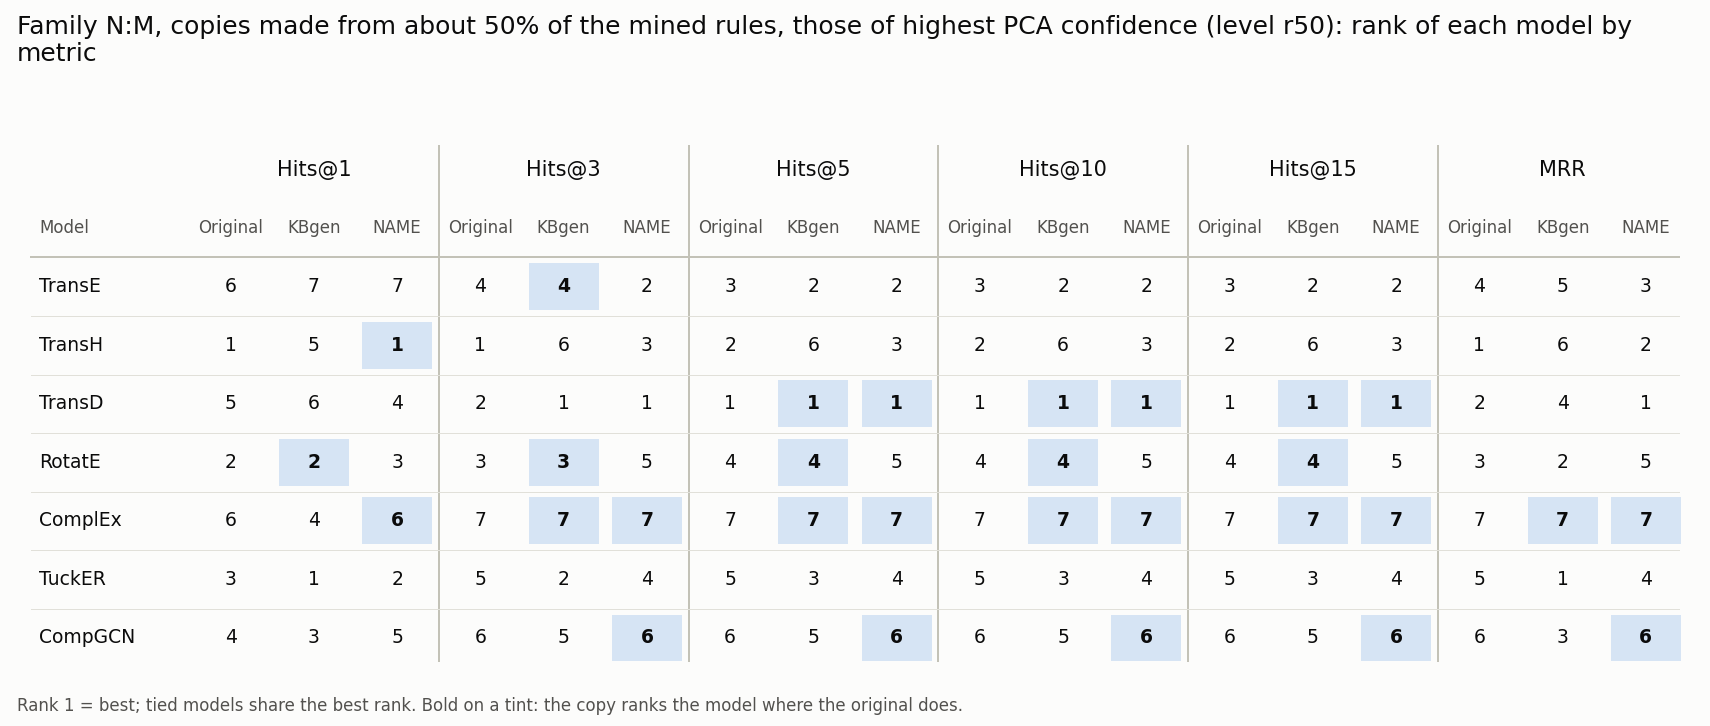 Family N:M, copies made from about 50% of the mined rules, those of highest PCA confidence (level r50): rank of each model by
metric
Hits@1 Hits@3 Hits@5 Hits@10 Hits@15 MRR
Model Original KBgen NAME Original KBgen NAME Original KBgen NAME Original KBgen NAME Original KBgen NAME Original KBgen NAME
TransE 6 7 7 4 4 2 3 2 2 3 2 2 3 2 2 4 5 3
TransH 1 5 1 1 6 3 2 6 3 2 6 3 2 6 3 1 6 2
TransD 5 6 4 2 1 1 1 1 1 1 1 1 1 1 1 2 4 1
RotatE 2 2 3 3 3 5 4 4 5 4 4 5 4 4 5 3 2 5
ComplEx 6 4 6 7 7 7 7 7 7 7 7 7 7 7 7 7 7 7
TuckER 3 1 2 5 2 4 5 3 4 5 3 4 5 3 4 5 1 4
CompGCN 4 3 5 6 5 6 6 5 6 6 5 6 6 5 6 6 3 6
Rank 1 = best; tied models share the best rank. Bold on a tint: the copy ranks the model where the original does.